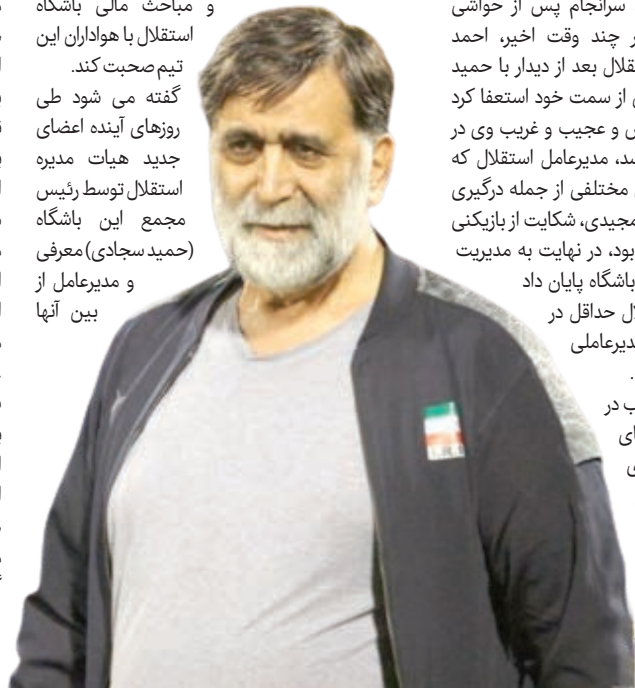 سرانجام پس از حواشی
چند وقت اخیر، احمد
بعد از دیدار با حمید
از سمت خود استعفا کرد
و عجیب و غریب وی در
مدیرعامل استقلال که
مختلفی از جمله درگیری
مجیدی، شکایت از بازیکنی
بود، در نهایت به مدیریت
باشگاه پایان داد
حداقل در
در
و مباحث مالی باشگاه
استقلال با هواداران این
تیم صحبت کند.
گفته می شود طی
روزهای آینده اعضای
جدید هیات مدیره
استقلال توسط رئیس
مجمع این باشگاه
(حمید سجادی) معرفی
و مدیرعامل از
بین آنها